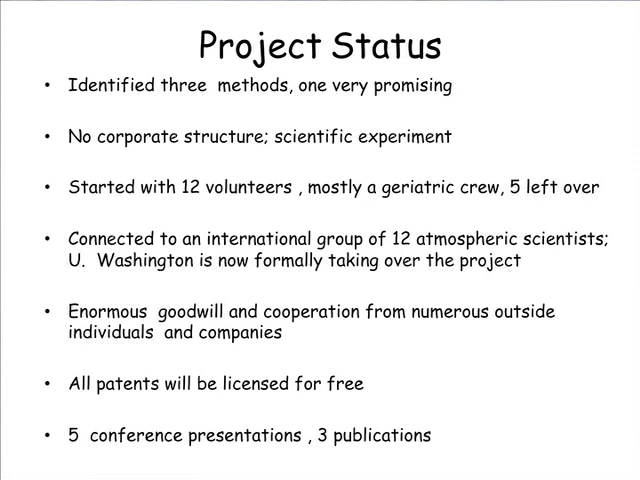 Project Status
• Identified three  methods, one very promising
• No corporate structure; scientific experiment
• Started with 12 volunteers , mostly a geriatric crew, 5 left over
• Connected to an international group of 12 atmospheric scientists;
U.  Washington is now formally taking over the project
• Enormous  goodwill and cooperation from numerous outside
individuals  and companies
• All patents will be licensed for free
• 5  conference presentations , 3 publications